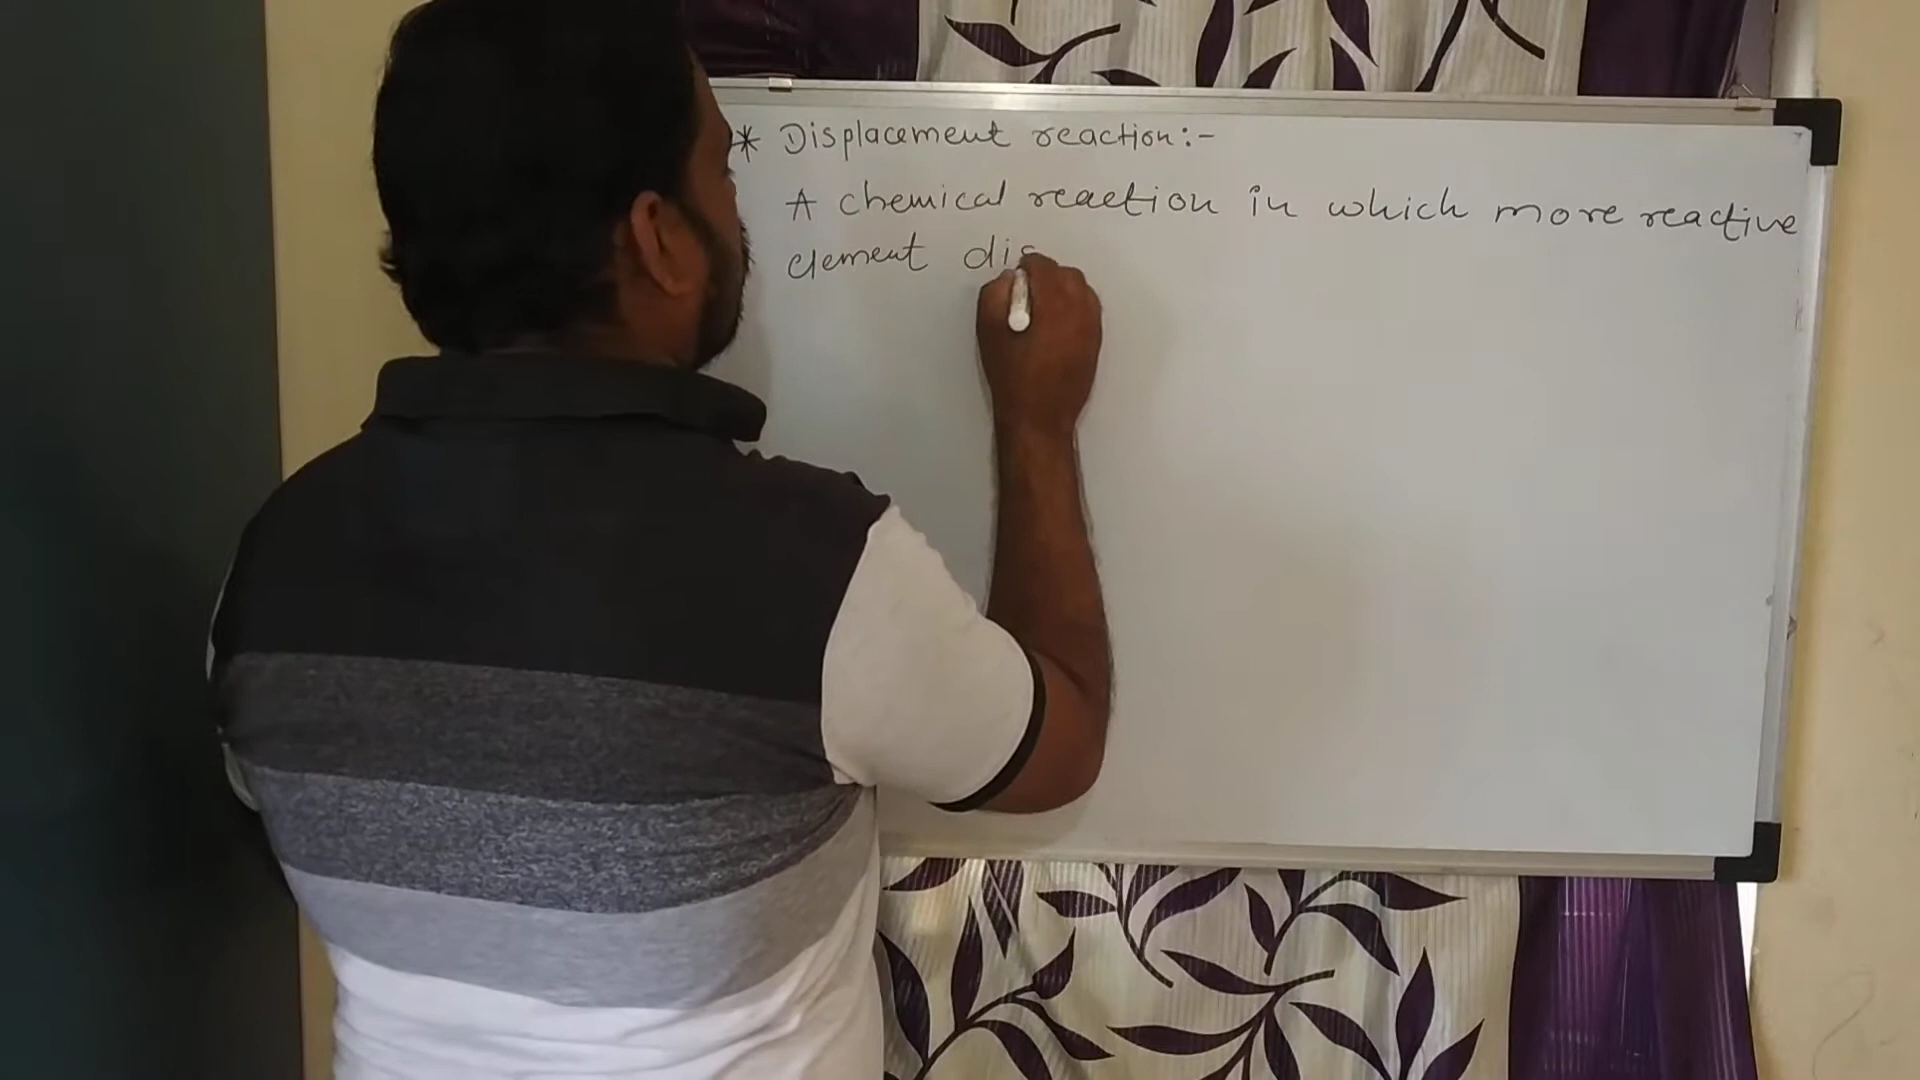 * Displacement reaction:-
A chemical reaction in which more reactive
element dis